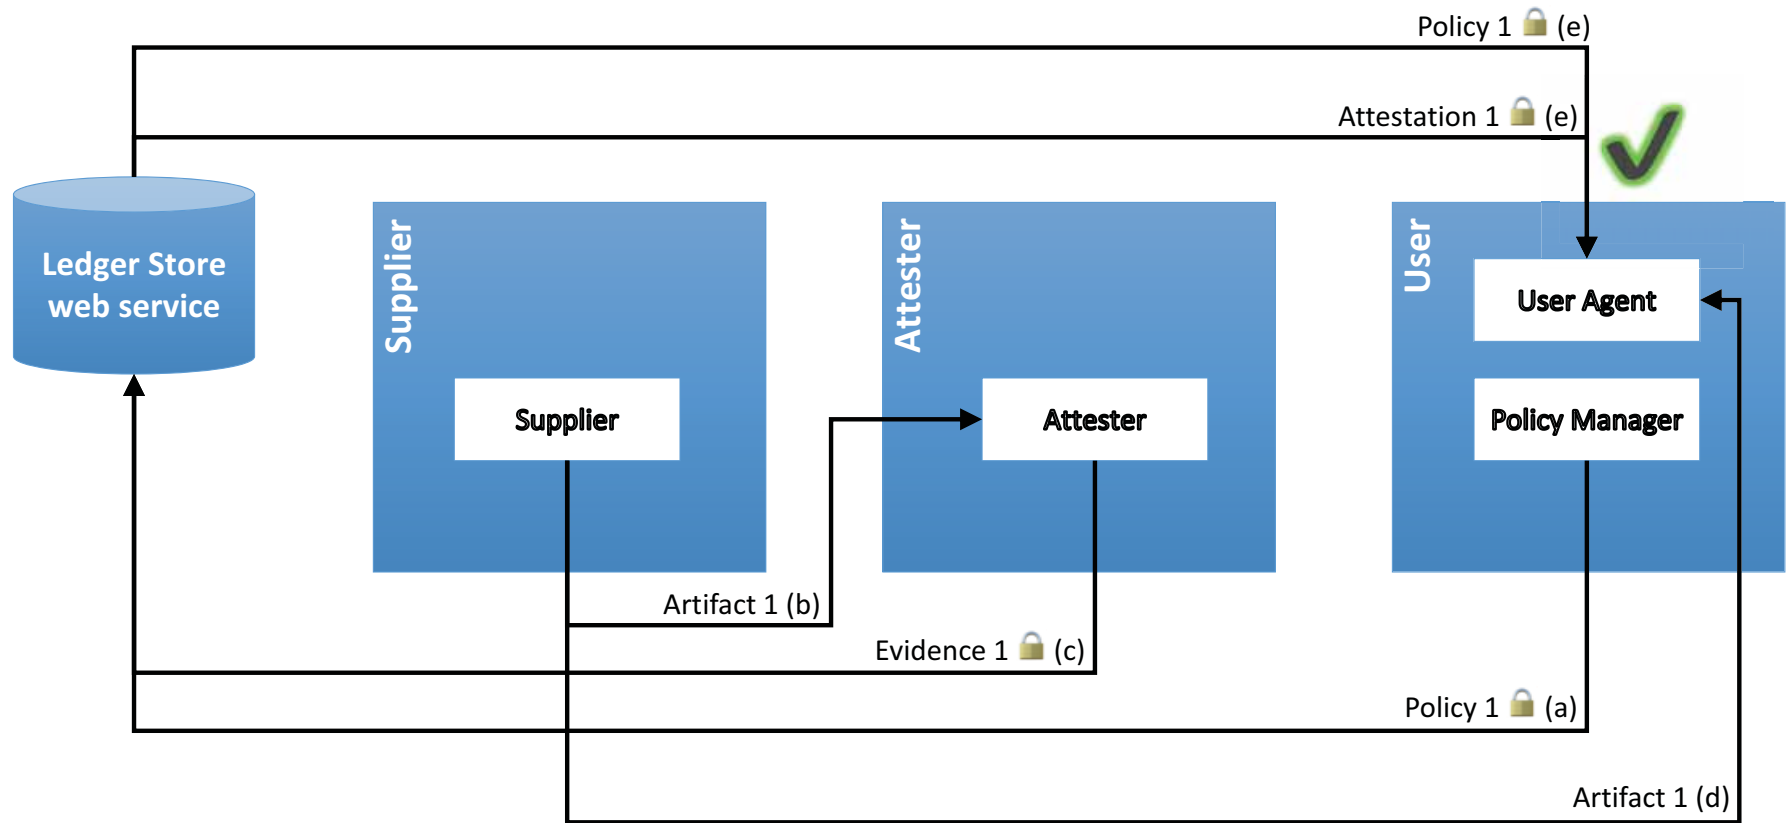 Policy 1 (e)
Attestation 1 (e)
Ledger Store
web service
Supplier
Supplier
Attester
Attester
User
User Agent
Policy Manager
Artifact 1 (b)
Evidence 1 (c)
Policy 1 (a)
Artifact 1 (d)